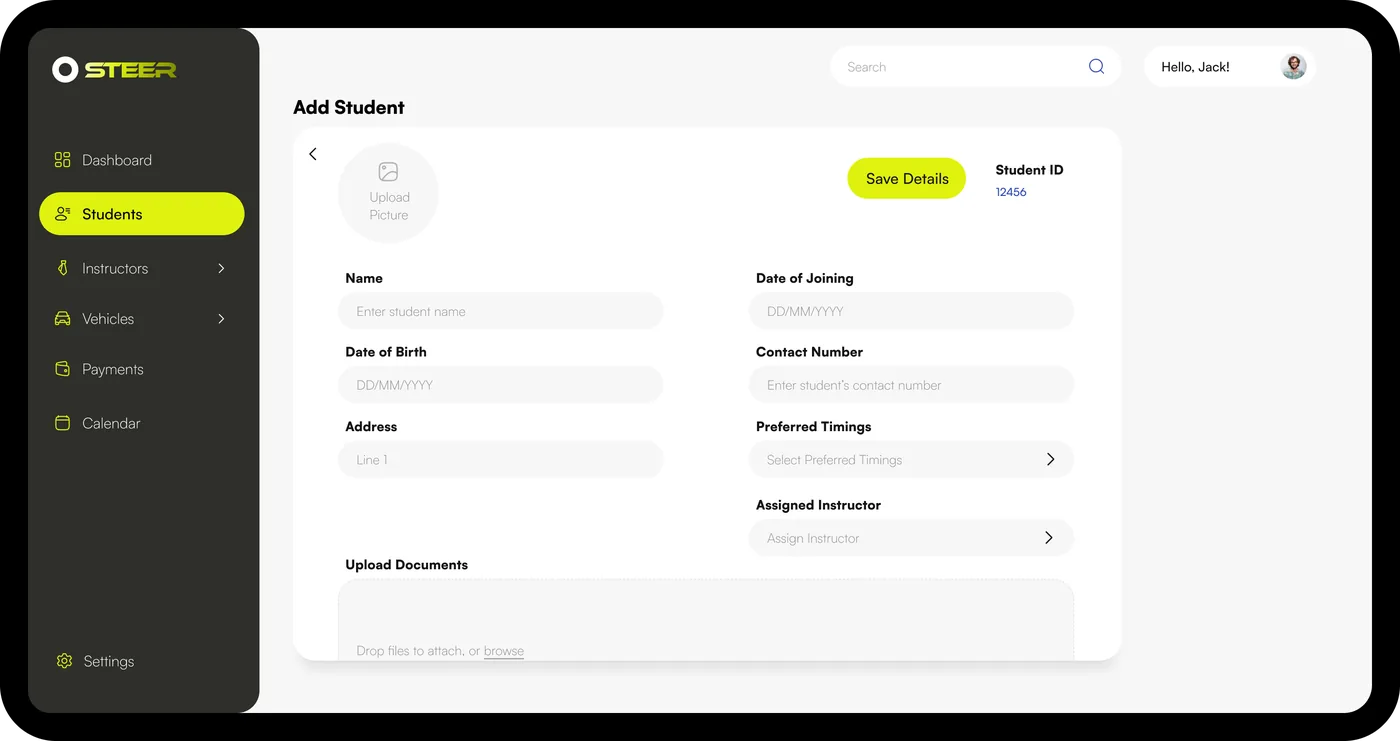 STEER
Search
Hello, Jack!
Add Student
Dashboard
Students
Instructors
Vehicles
Payments
Calendar
Settings
Upload
Picture
Save Details
Student ID
12456
Name
Enter student name
Date of Joining
DD/MM/YYYY
Date of Birth
DD/MM/YYYY
Contact Number
Enter student’s contact number
Address
Line 1
Preferred Timings
Select Preferred Timings
Assigned Instructor
Assign Instructor
Upload Documents
Drop files to attach, or browse